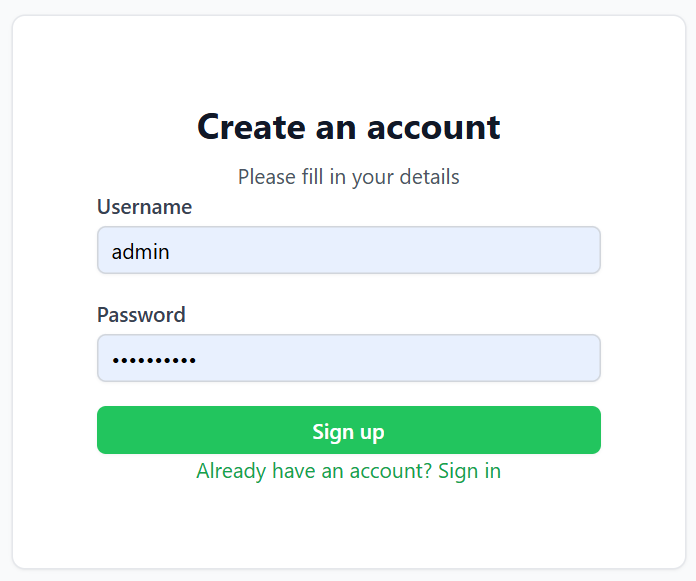 Create an account
Please fill in your details
Username
admin
Password
••••••••••
Sign up
Already have an account? Sign in